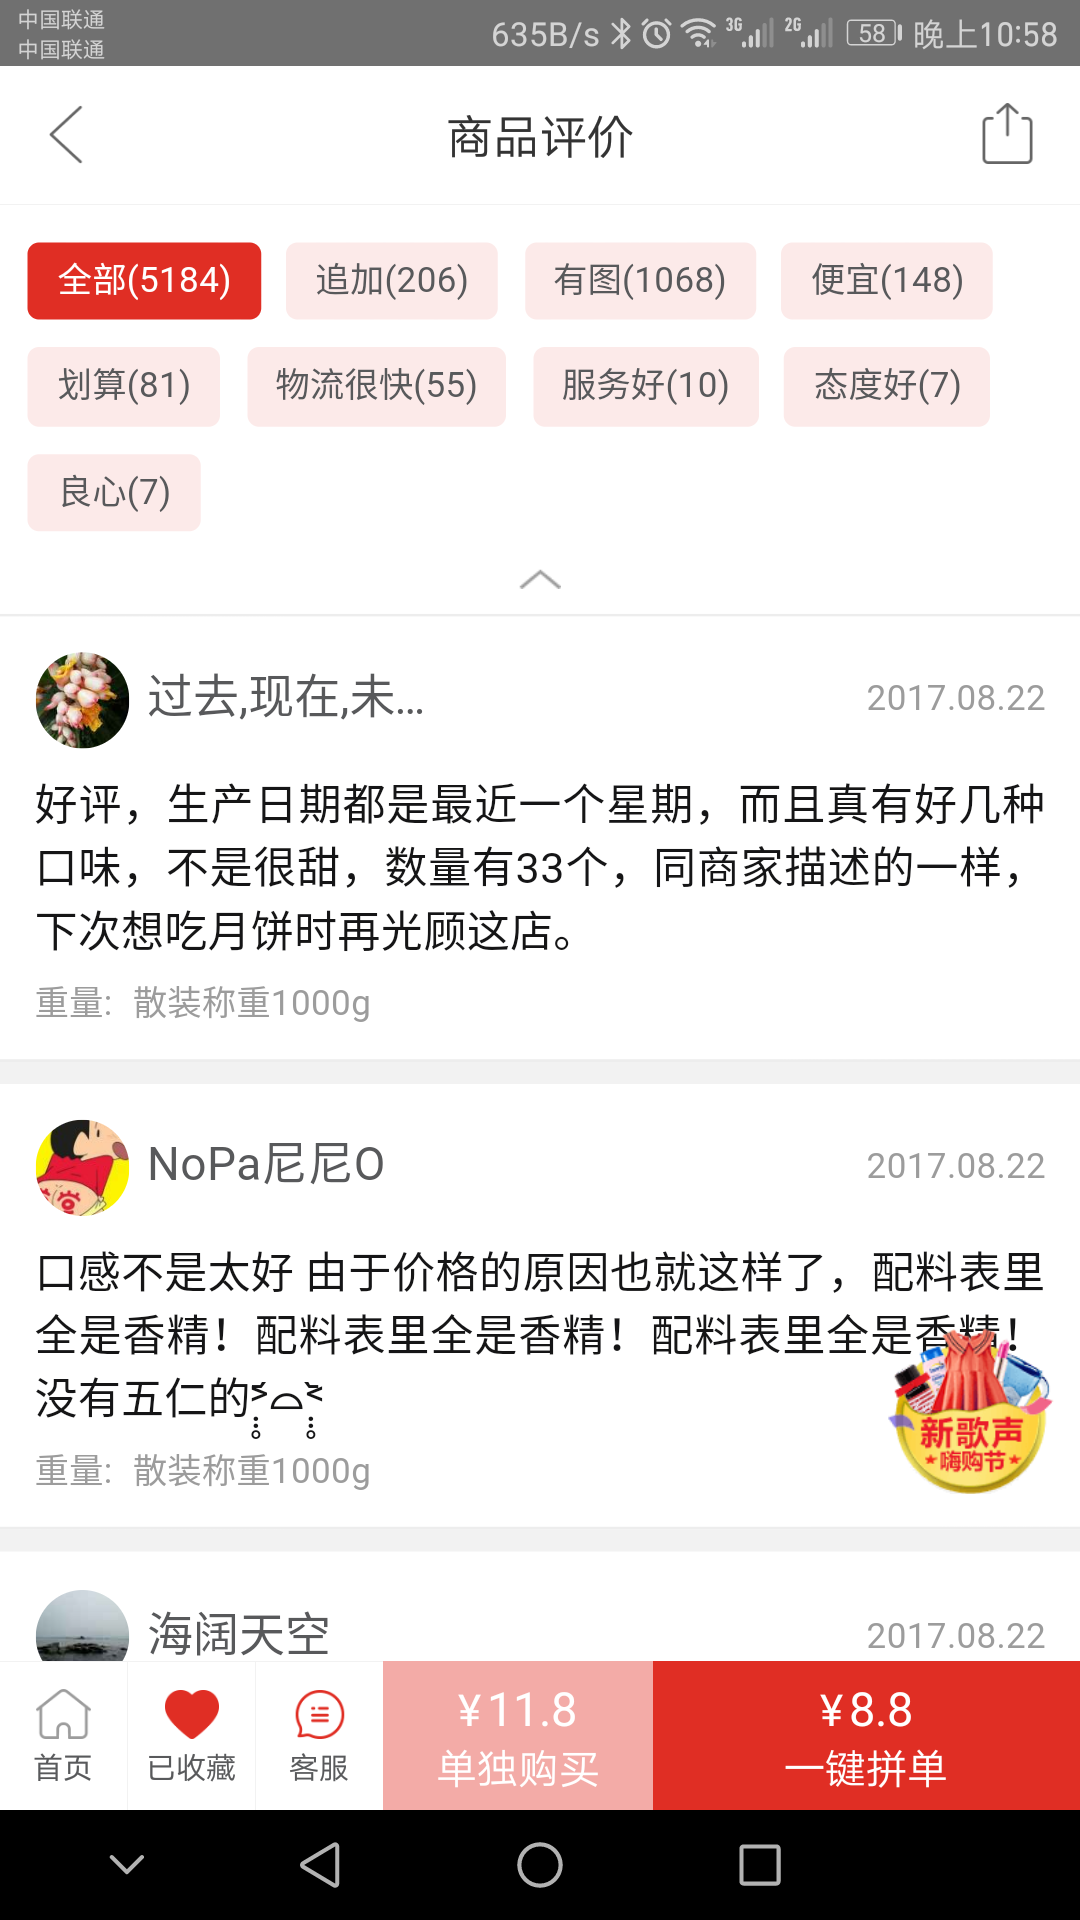 中国联通
中国联通
635B/s 3G 2G 58 晚上10:58
商品评价
全部(5184) 追加(206) 有图(1068) 便宜(148)
划算(81) 物流很快(55) 服务好(10) 态度好(7)
良心(7)
过去,现在,未... 2017.08.22
好评，生产日期都是最近一个星期，而且真有好几种
口味，不是很甜，数量有33个，同商家描述的一样，
下次想吃月饼时再光顾这店。
重量: 散装称重1000g
NoPa尼尼O 2017.08.22
口感不是太好 由于价格的原因也就这样了，配料表里
全是香精！配料表里全是香精！配料表里全是香精！
没有五仁的
新歌声
嗨购节
重量: 散装称重1000g
海阔天空 2017.08.22
¥11.8 ¥8.8
首页 已收藏 客服 单独购买 一键拼单